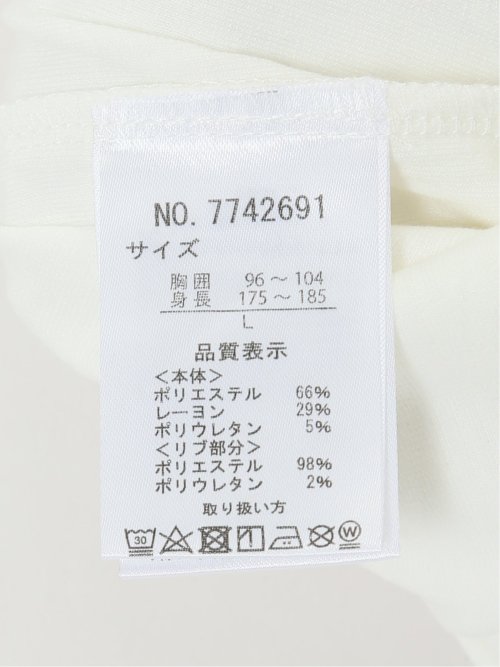 NO. 7742691
サイズ
胸囲 96～104
身長 175～185
L
品質表示
＜本体＞
ポリエステル 66%
レーヨン 29%
ポリウレタン 5%
＜リブ部分＞
ポリエステル 98%
ポリウレタン 2%
取り扱い方
30 W